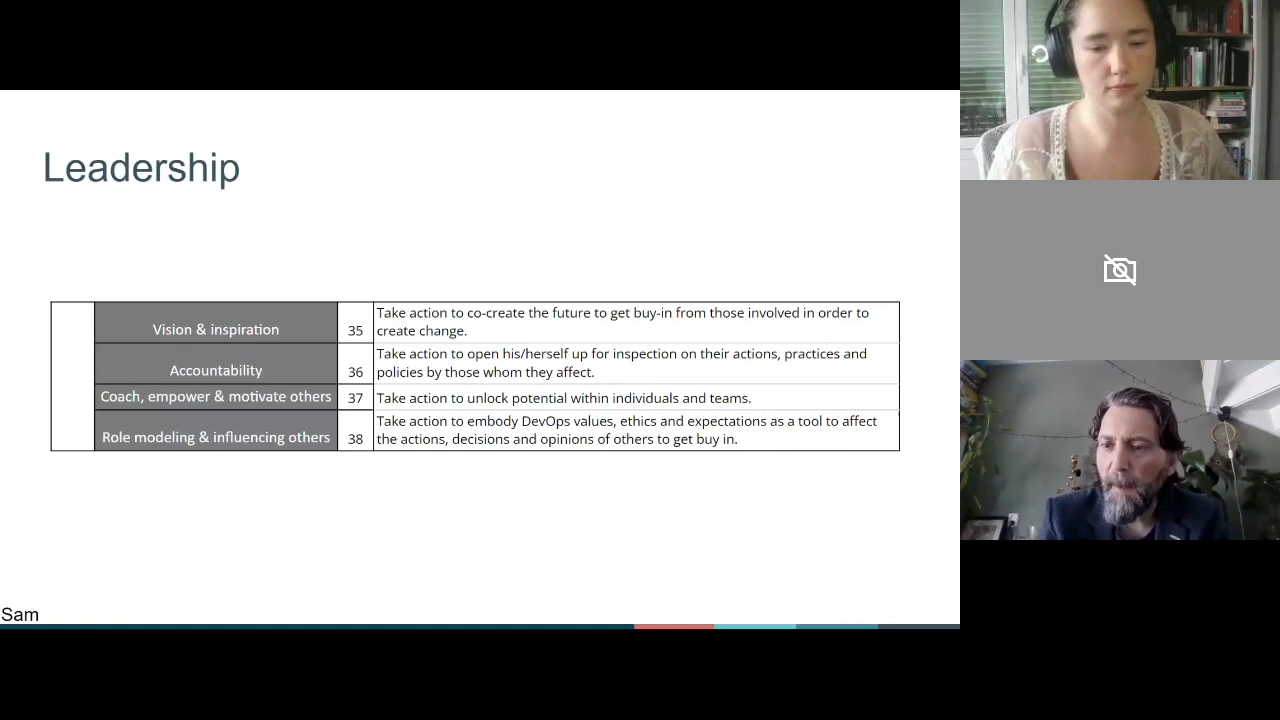 Leadership
Vision & inspiration
35
Take action to co-create the future to get buy-in from those involved in order to
create change.
Accountability
36
Take action to open his/herself up for inspection on their actions, practices and
policies by those whom they affect.
Coach, empower & motivate others
37
Take action to unlock potential within individuals and teams.
Role modeling & influencing others
38
Take action to embody DevOps values, ethics and expectations as a tool to affect
the actions, decisions and opinions of others to get buy in.
Sam